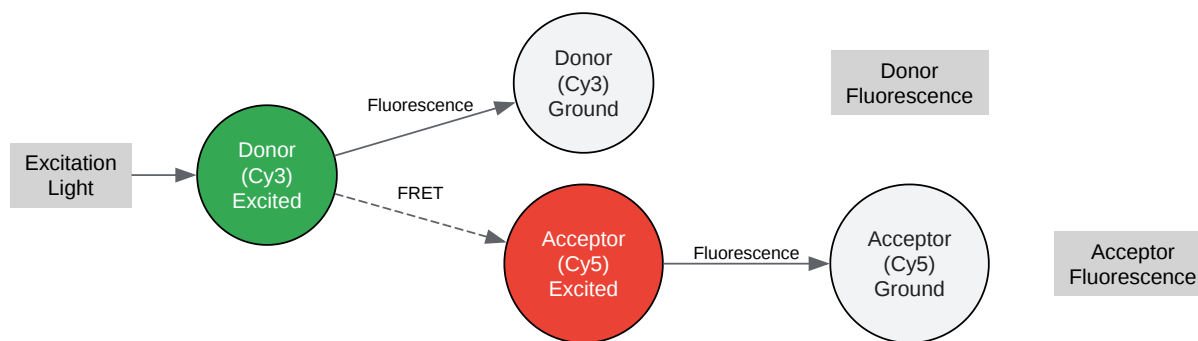 Excitation
Light
Donor
(Cy3)
Excited
Fluorescence
Donor
(Cy3)
Ground
Donor
Fluorescence
FRET
Acceptor
(Cy5)
Excited
Fluorescence
Acceptor
(Cy5)
Ground
Acceptor
Fluorescence